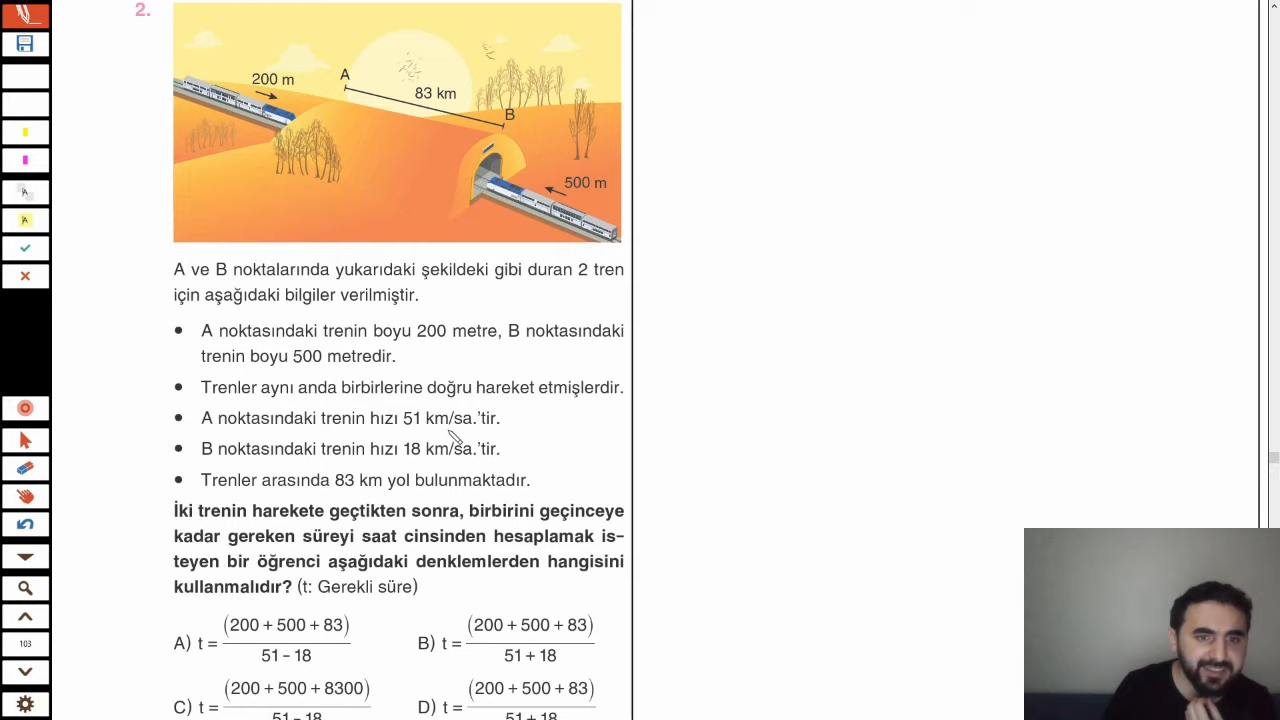 2.
200 m
A
83 km
B
500 m
A ve B noktalarında yukarıdaki şekildeki gibi duran 2 tren
için aşağıdaki bilgiler verilmiştir.
• A noktasındaki trenin boyu 200 metre, B noktasındaki
trenin boyu 500 metredir.
• Trenler aynı anda birbirlerine doğru hareket etmişlerdir.
• A noktasındaki trenin hızı 51 km/sa.'tir.
• B noktasındaki trenin hızı 18 km/sa.'tir.
• Trenler arasında 83 km yol bulunmaktadır.
İki trenin harekete geçtikten sonra, birbirini geçinceye
kadar gereken süreyi saat cinsinden hesaplamak is-
teyen bir öğrenci aşağıdaki denklemlerden hangisini
kullanmalıdır? (t: Gerekli süre)
A) t = (200 + 500 + 83) / 51 – 18
B) t = (200 + 500 + 83) / 51 + 18
C) t = (200 + 500 + 8300) / 51 – 18
D) t = (200 + 500 + 83) / 51 + 18
A
A
103